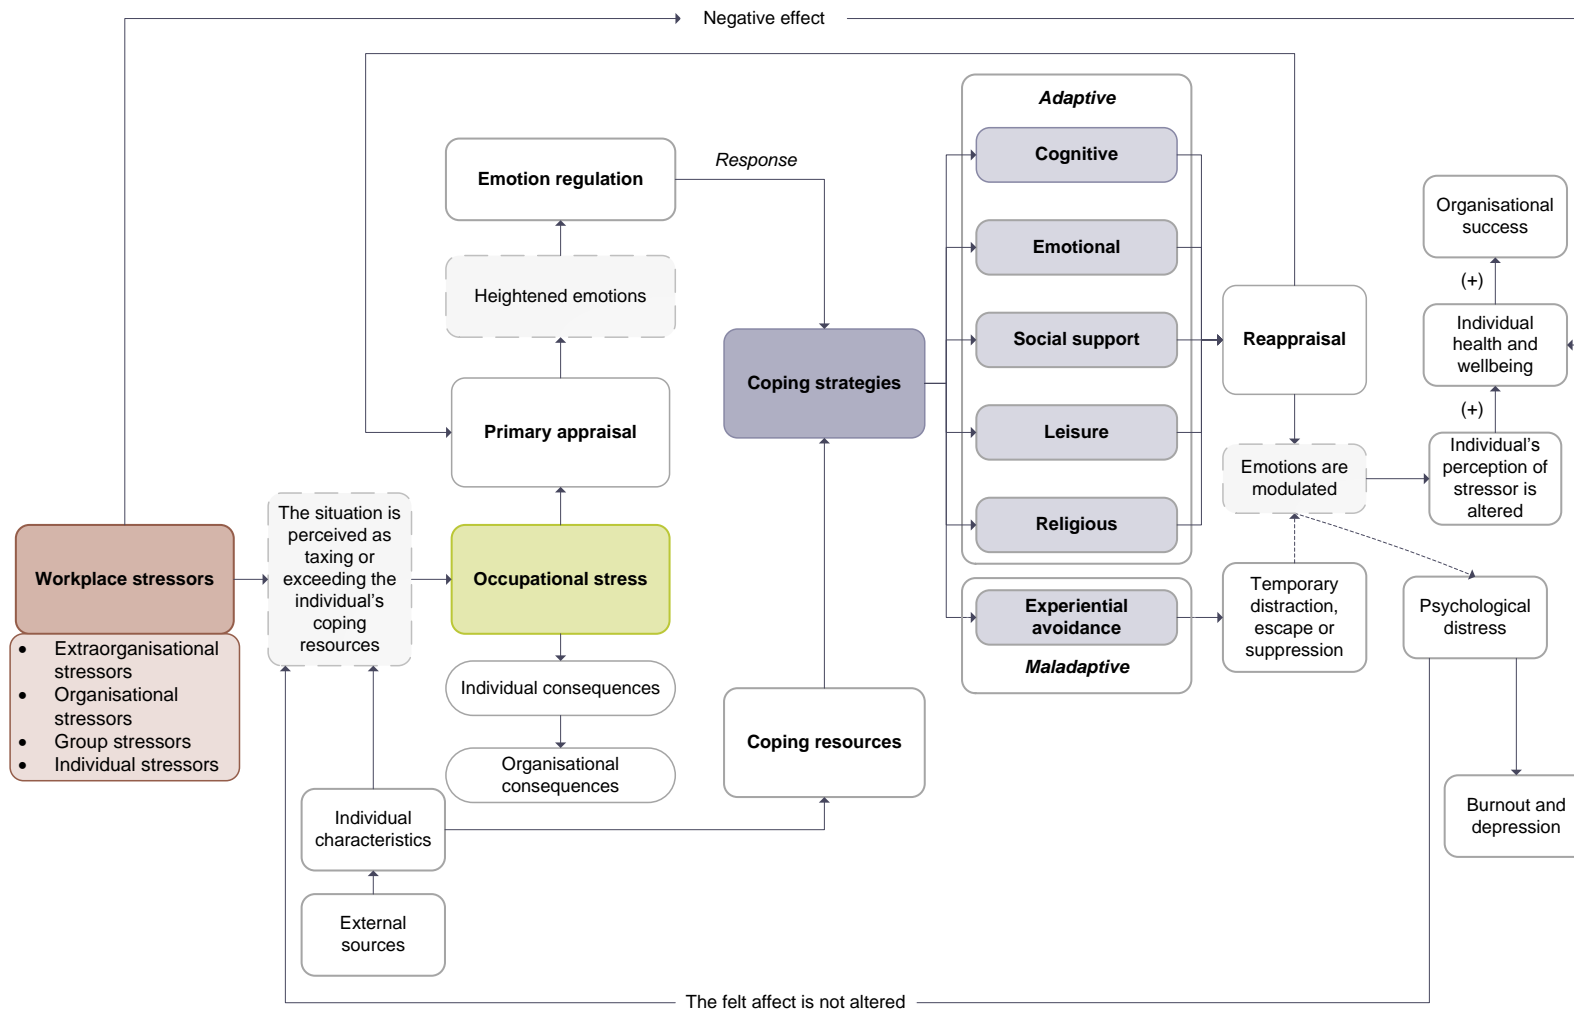 Negative effect
Adaptive
Cognitive
Emotional
Social support
Leisure
Religious
Experiential
avoidance
Maladaptive
Emotion regulation
Response
Heightened emotions
Primary appraisal
Coping strategies
Reappraisal
Organisational
success
(+)
Individual
health and
wellbeing
(+)
Individual’s
perception of
stressor is
altered
Emotions are
modulated
Temporary
distraction,
escape or
suppression
Psychological
distress
Burnout and
depression
Workplace stressors
• Extraorganisational
stressors
• Organisational
stressors
• Group stressors
• Individual stressors
The situation is
perceived as
taxing or
exceeding the
individual’s
coping
resources
Occupational stress
Individual consequences
Organisational
consequences
Coping resources
Individual
characteristics
External
sources
The felt affect is not altered